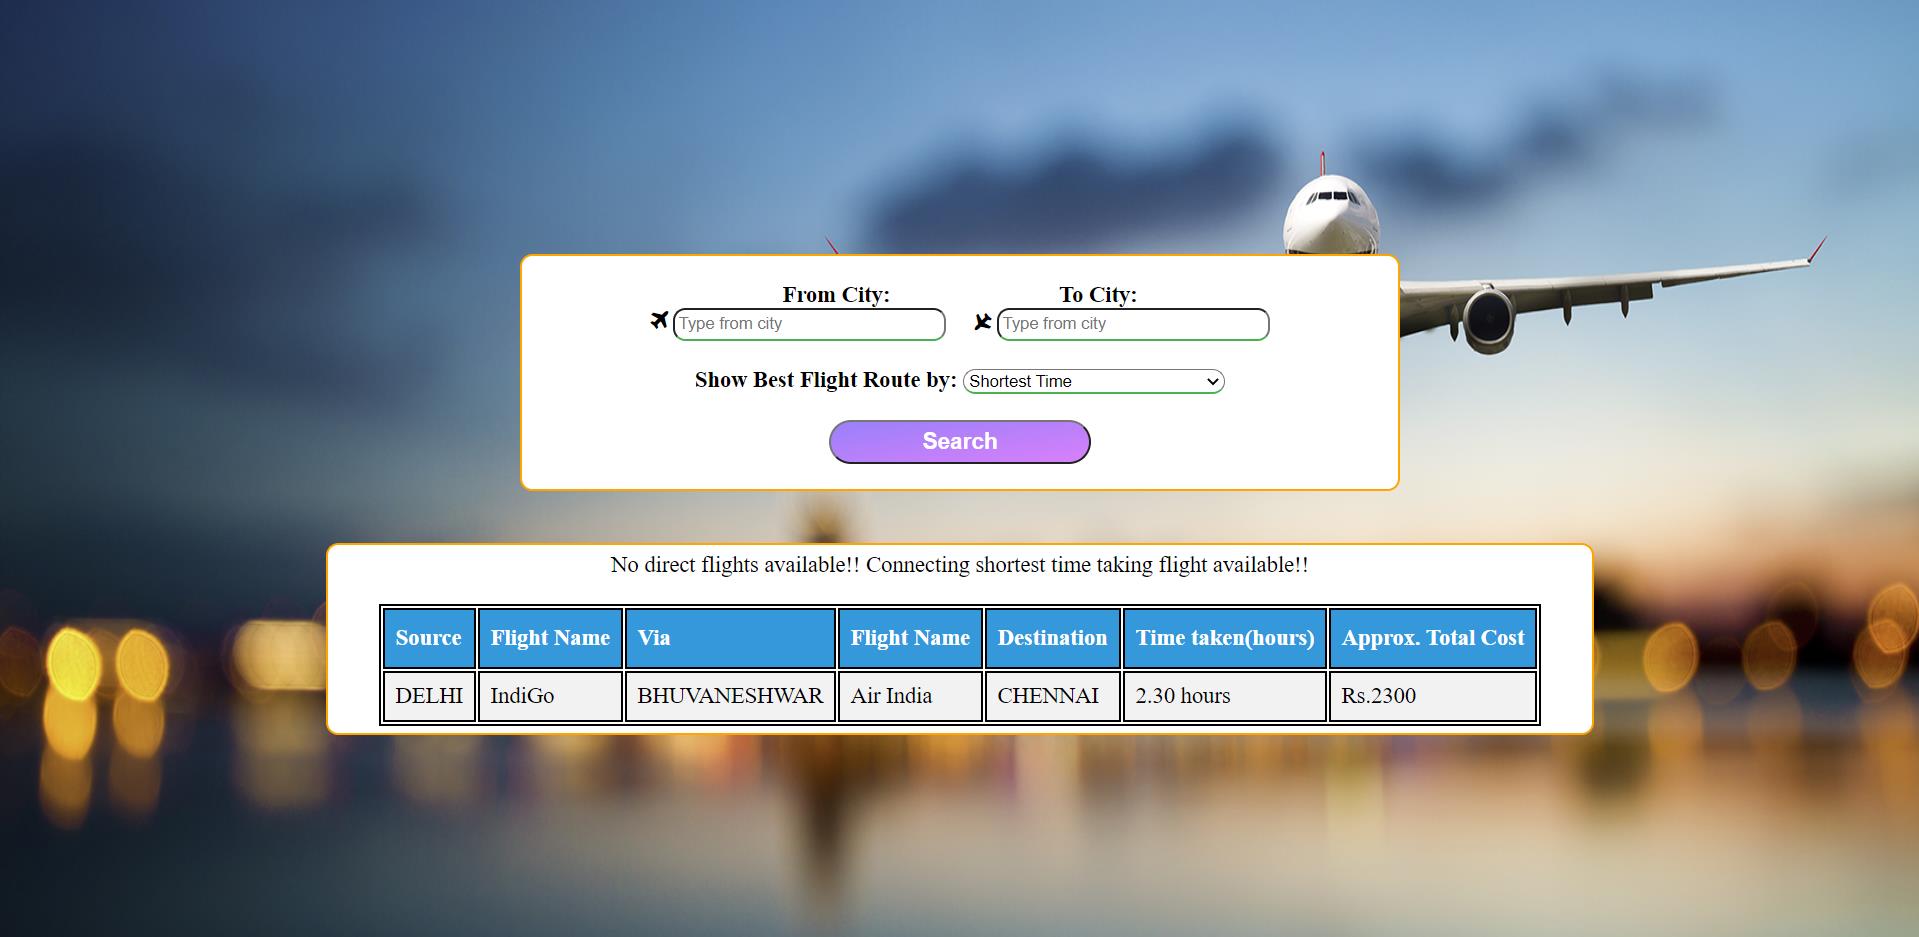 From City: To City:
Type from city Type from city
Show Best Flight Route by: Shortest Time
Search
No direct flights available!! Connecting shortest time taking flight available!!
Source Flight Name Via Flight Name Destination Time taken(hours) Approx. Total Cost
DELHI IndiGo BHUVANESHWAR Air India CHENNAI 2.30 hours Rs.2300